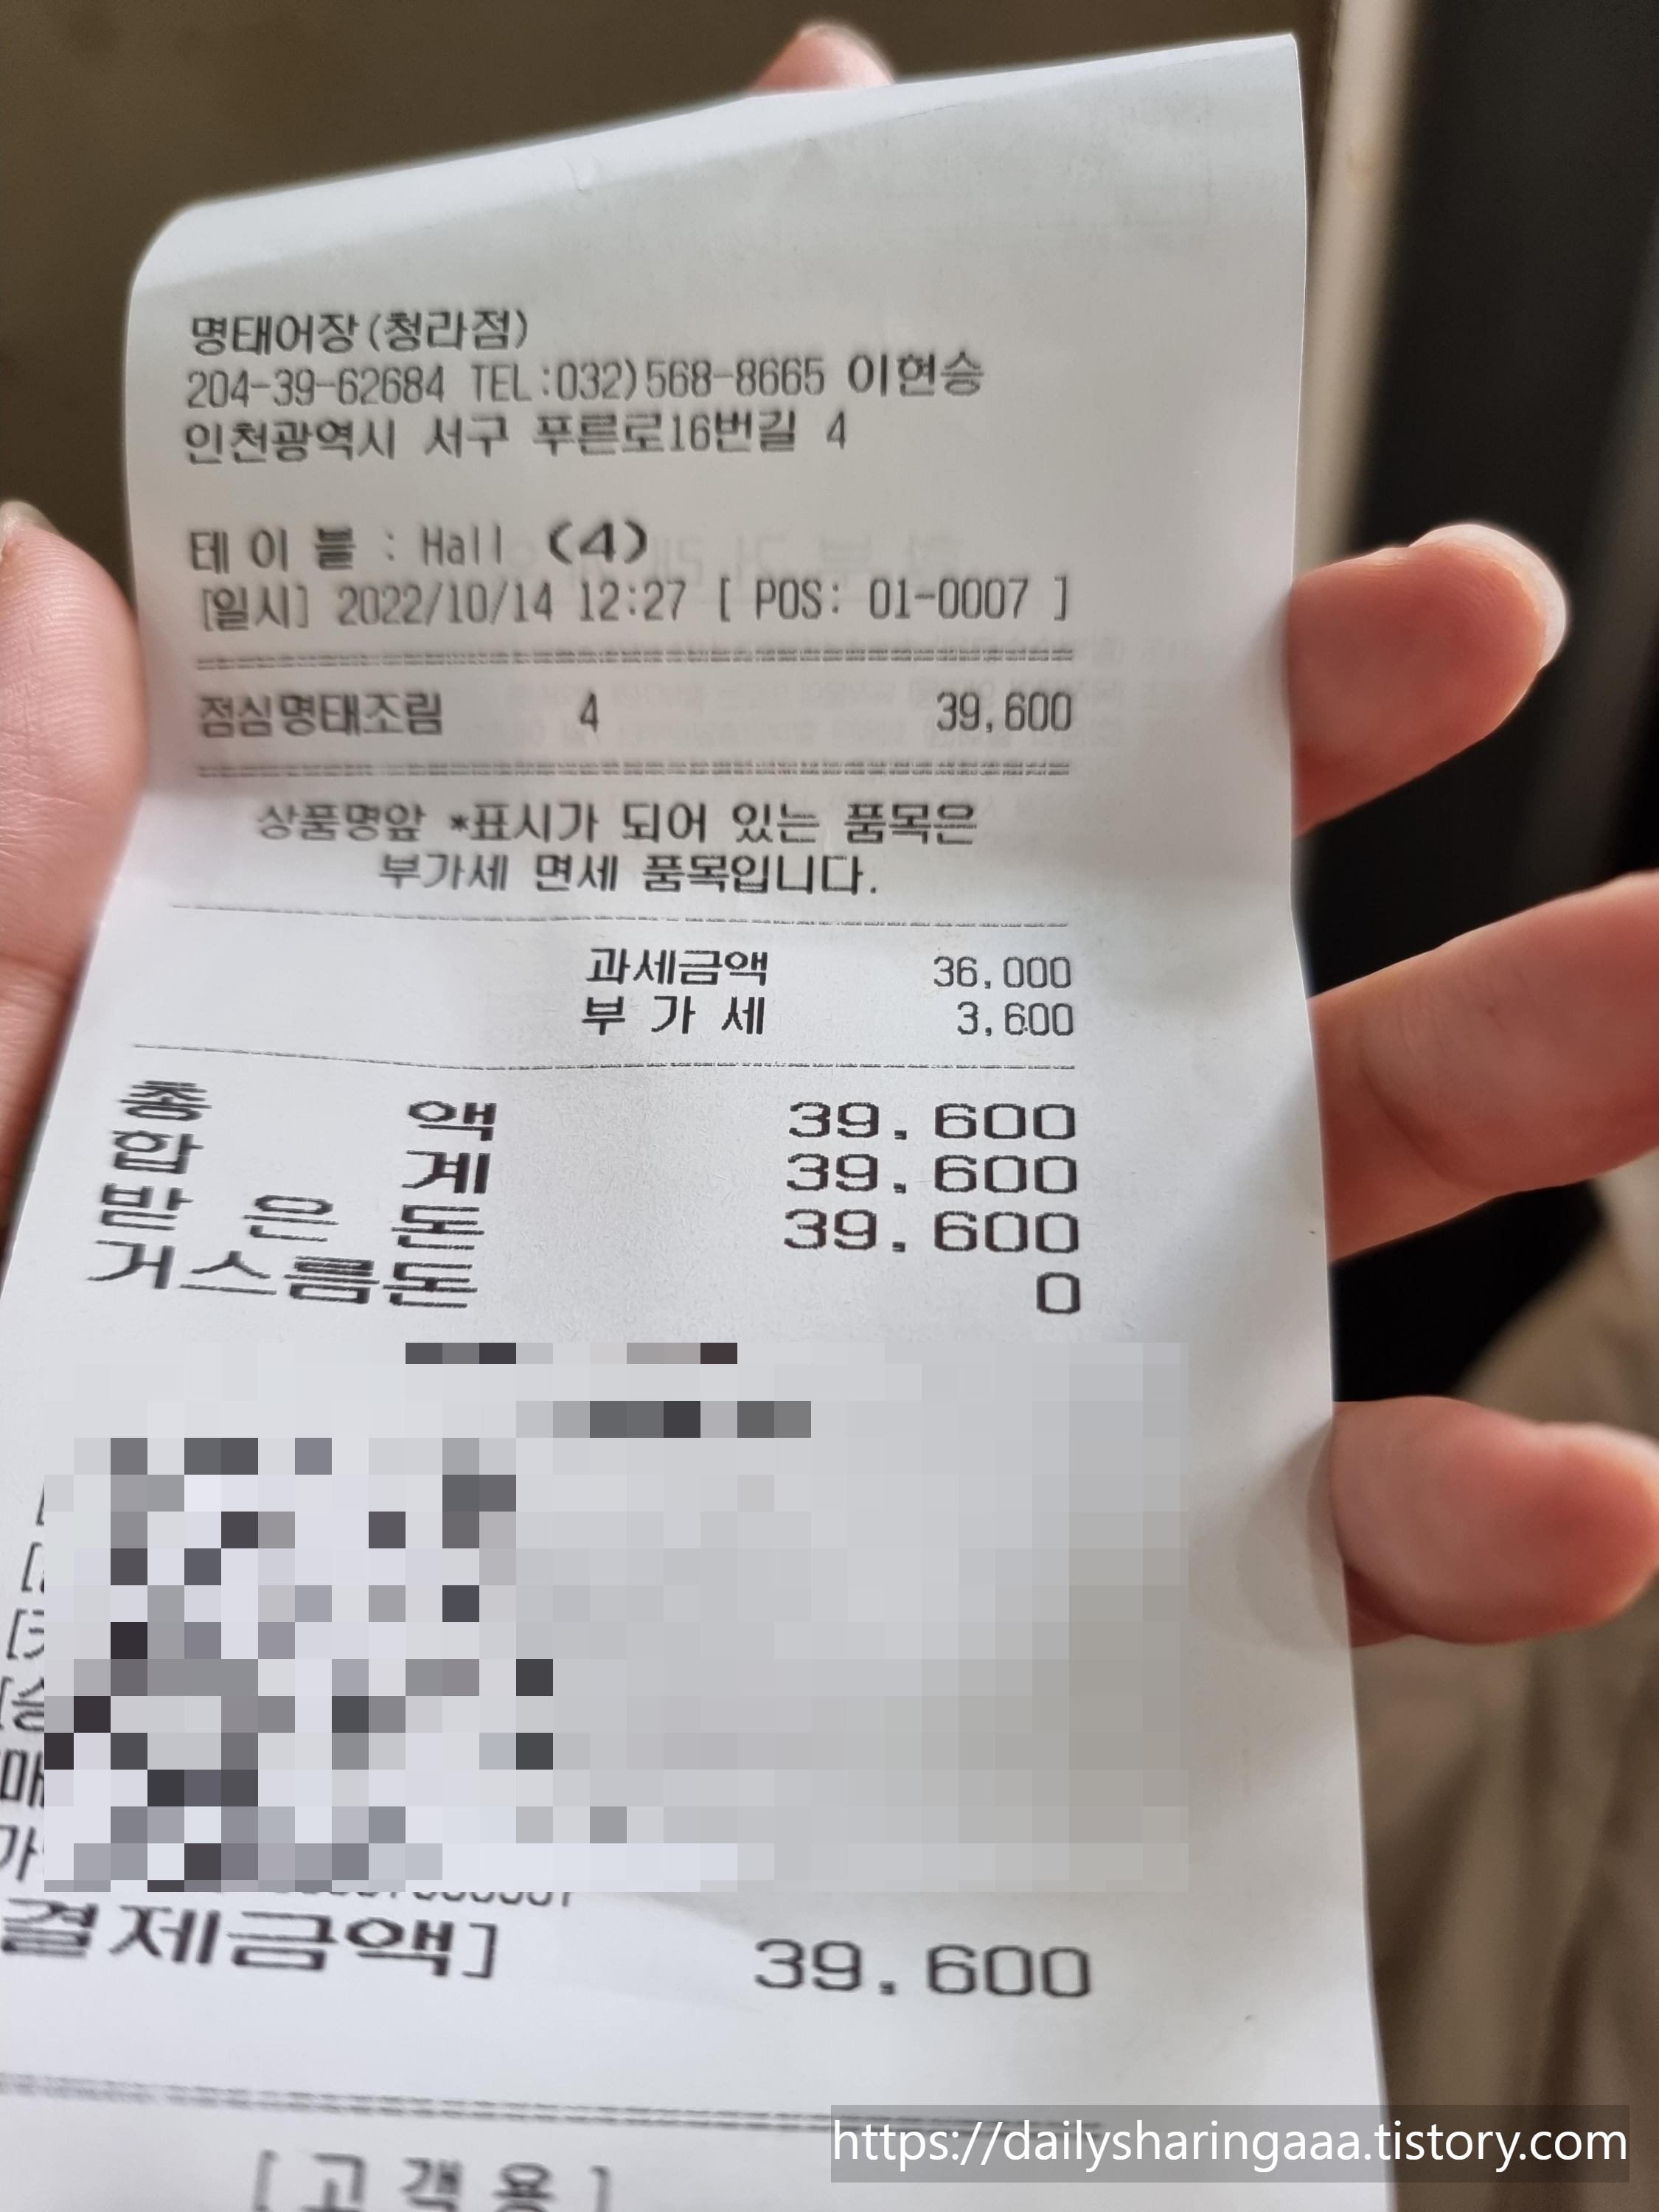 명태어장(청라점)
204-39-62684 TEL:032)568-8665 이현승
인천광역시 서구 푸른로16번길 4
테 이 블 : Hall (4)
[일시] 2022/10/14 12:27 [ POS: 01-0007 ]
점심명태조림 4 39,600
상품명앞 *표시가 되어 있는 품목은
부가세 면세 품목입니다.
과세금액 36,000
부 가 세 3,600
총 액 39,600
합 계 39,600
받 은 돈 39,600
거스름돈 0
결제금액] 39,600
[ 고 객 용 ]
https://dailysharingaaa.tistory.com